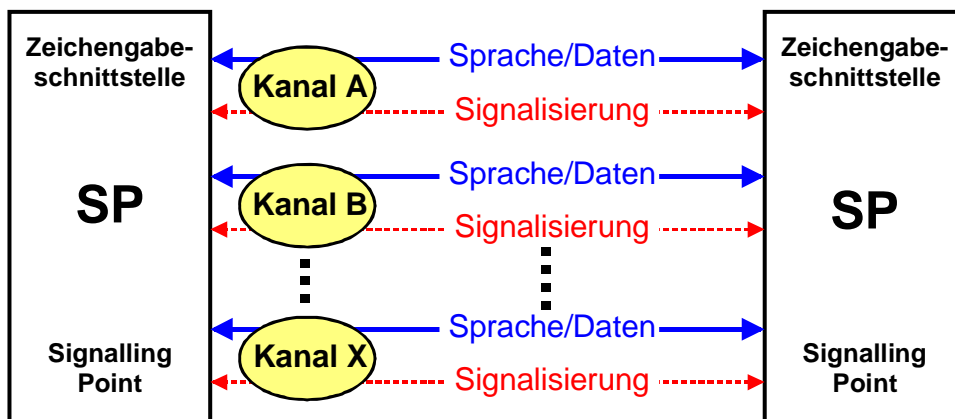 Zeichengabe-
schnittstelle
SP
Signalling
Point
Kanal A
Sprache/Daten
Signalisierung
Kanal B
Sprache/Daten
Signalisierung
Kanal X
Sprache/Daten
Signalisierung
Zeichengabe-
schnittstelle
SP
Signalling
Point